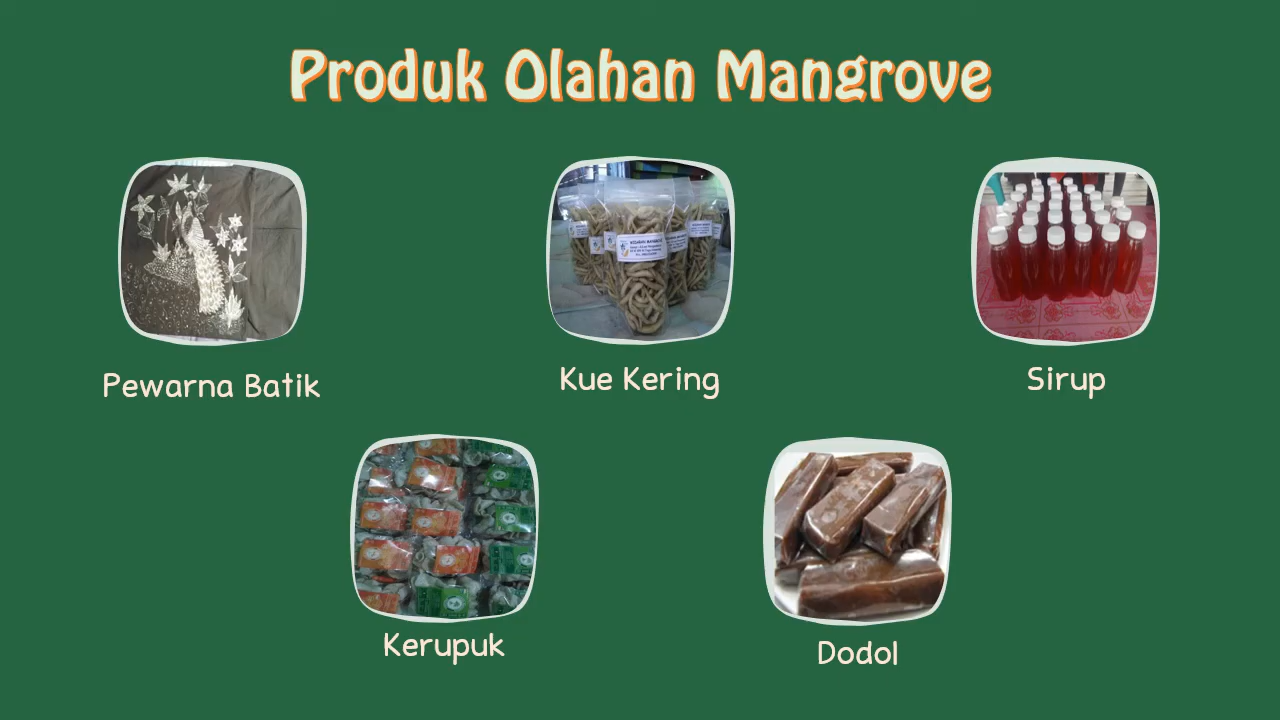 Produk Olahan Mangrove
Pewarna Batik
Kue Kering
Sirup
Kerupuk
Dodol